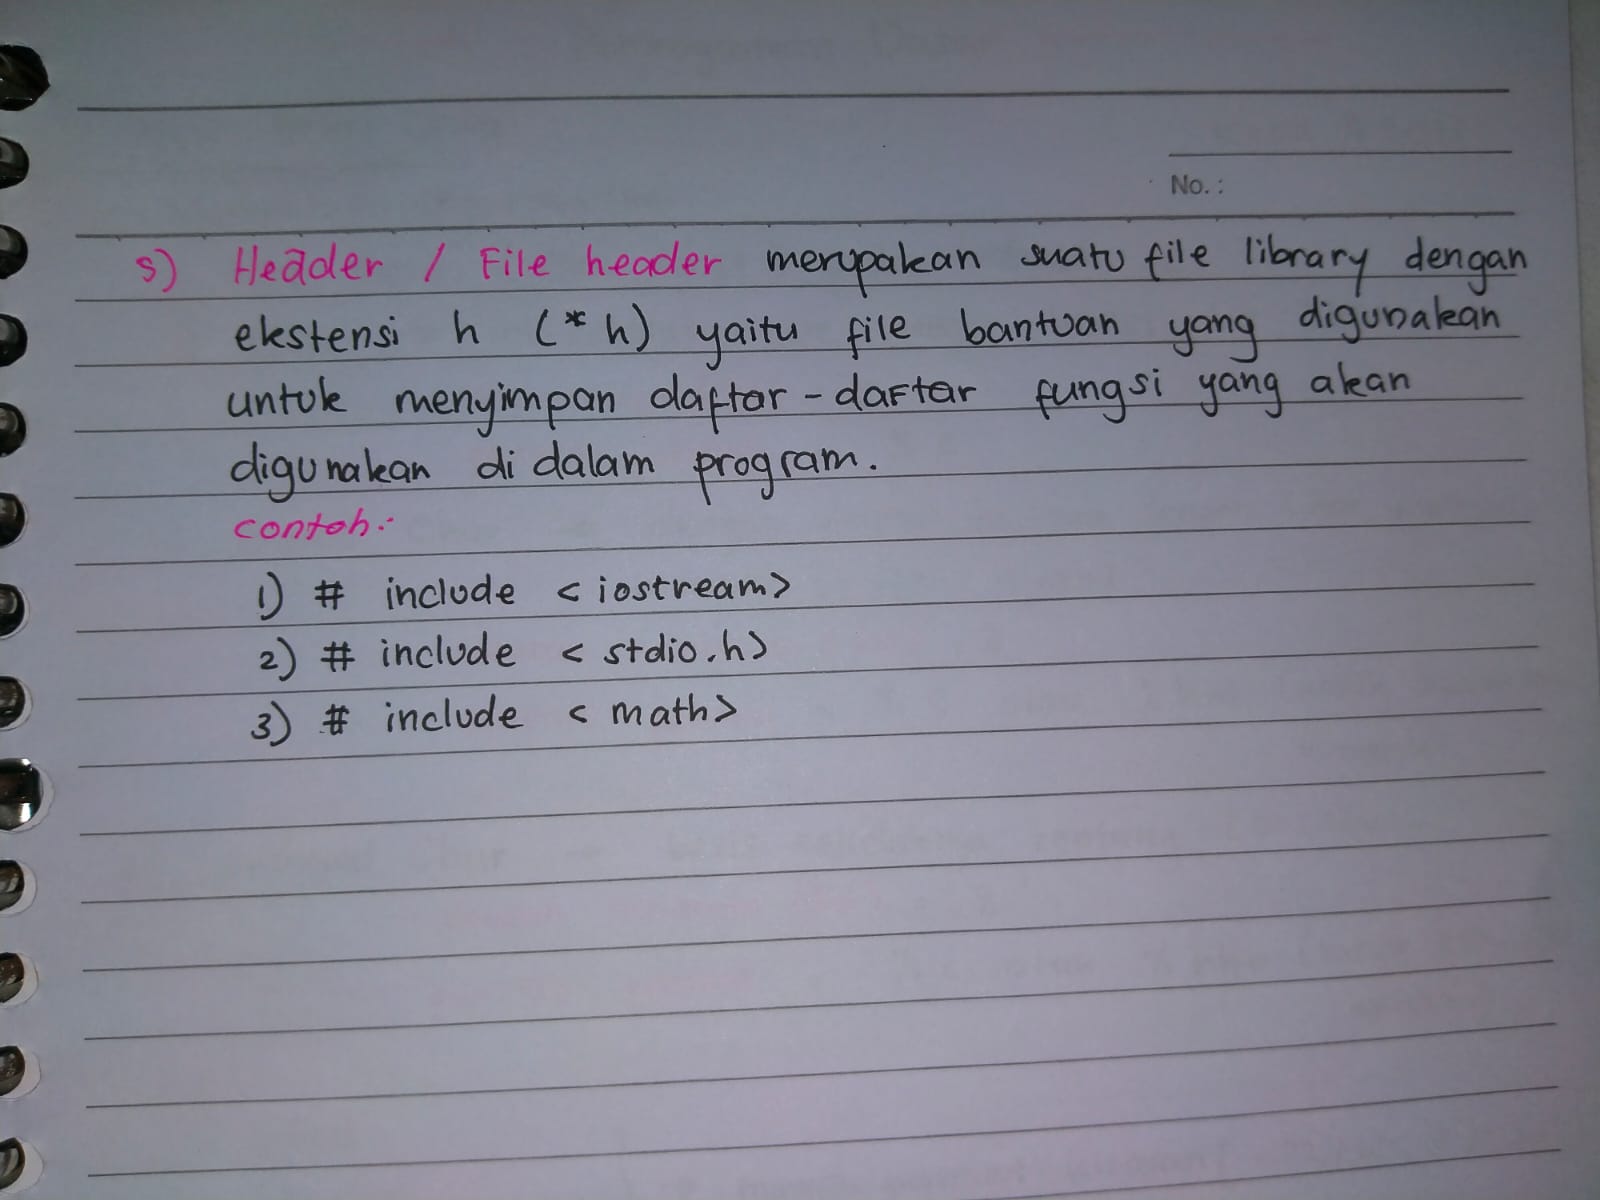 No.:
5) Header / File header merupakan suatu file library dengan
ekstensi h (*h) yaitu file bantuan yang digunakan
untuk menyimpan daftar - daftar fungsi yang akan
digunakan di dalam program.
contoh:
1) # include < iostream>
2) # include < stdio.h>
3) # include < math>